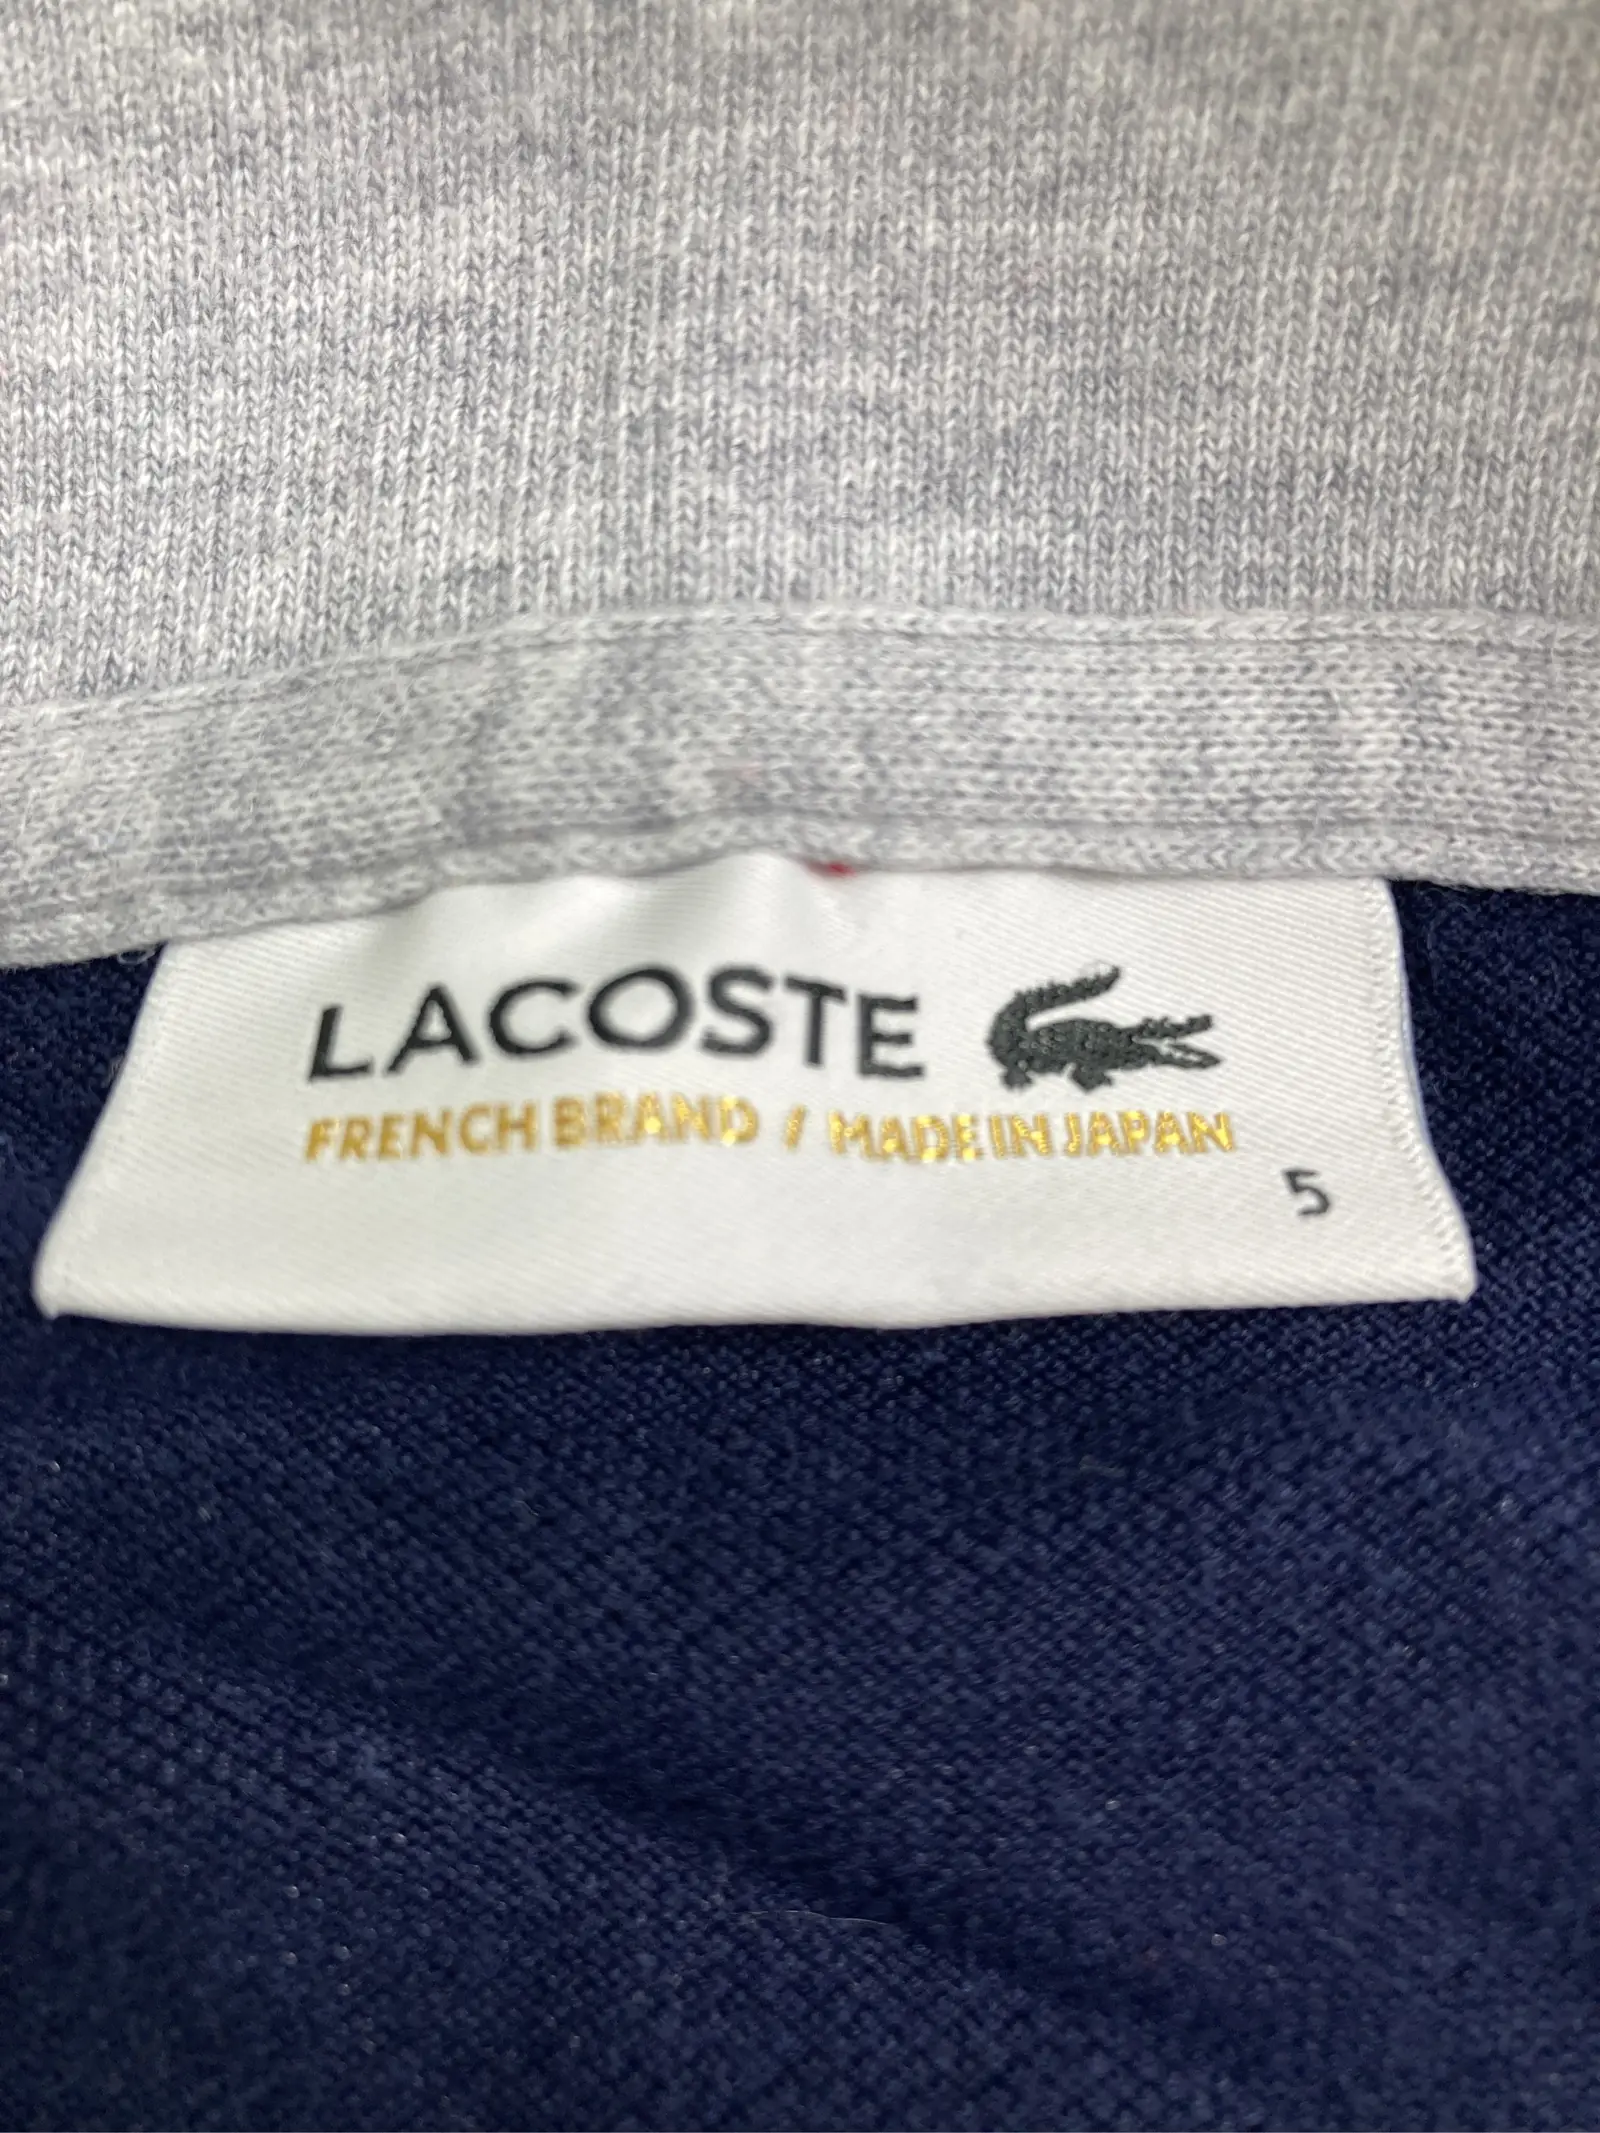 LACOSTE
FRENCH BRAND / MADE IN JAPAN
5